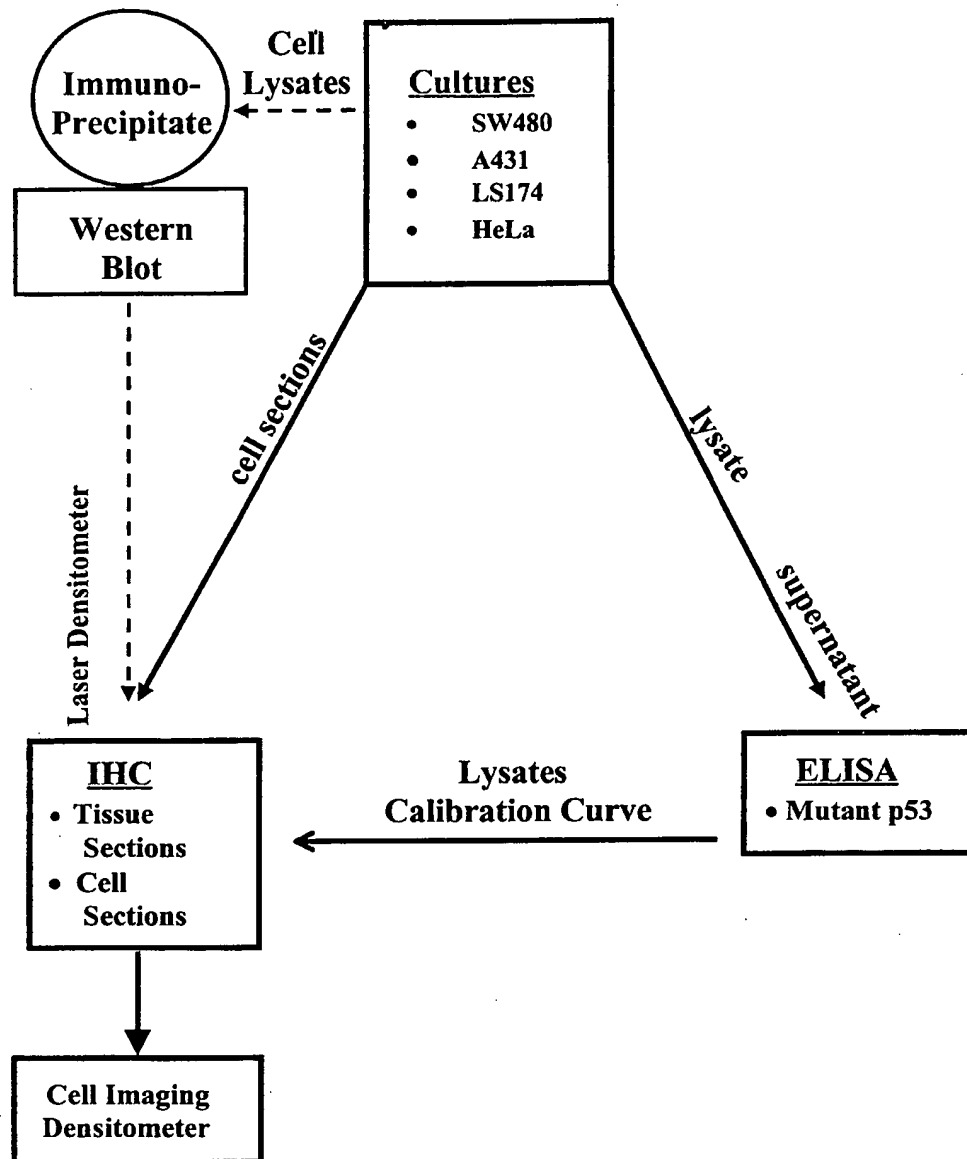 Immuno-
Precipitate
Cell
Lysates
Cultures
• SW480
• A431
• LS174
• HeLa
Western
Blot
cell sections
lysate
supernatant
Laser Densitometer
IHC
• Tissue
Sections
• Cell
Sections
Lysates
Calibration Curve
ELISA
• Mutant p53
Cell Imaging
Densitometer